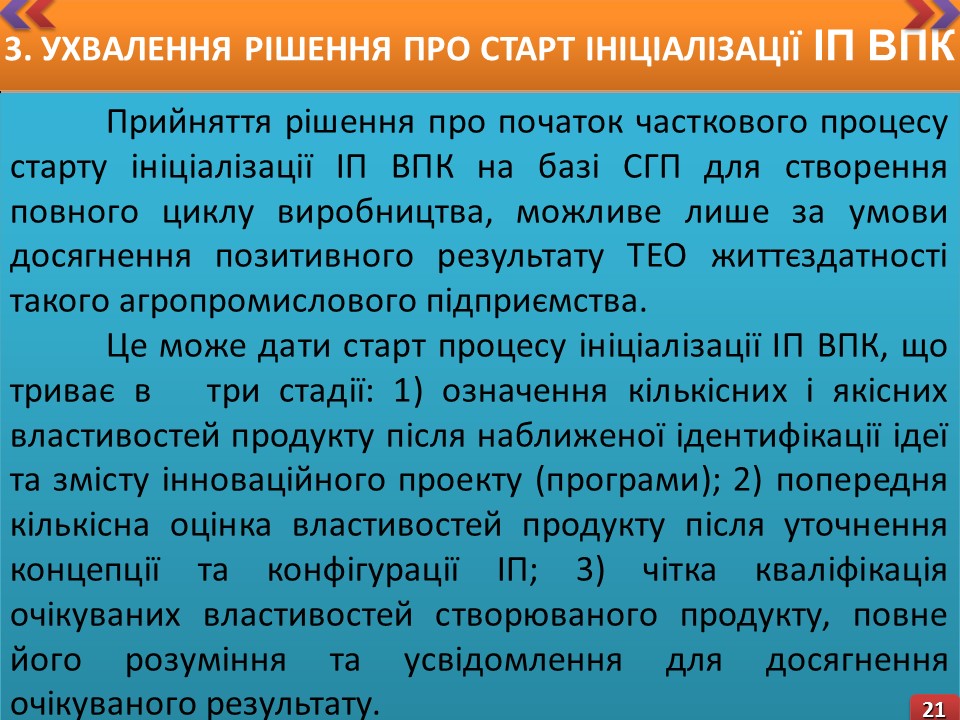 3. УХВАЛЕННЯ РІШЕННЯ ПРО СТАРТ ІНІЦІАЛІЗАЦІЇ ІП ВПК
Прийняття рішення про початок часткового процесу
старту ініціалізації ІП ВПК на базі СГП для створення
повного циклу виробництва, можливе лише за умови
досягнення позитивного результату ТЕО життєздатності
такого агропромислового підприємства.
Це може дати старт процесу ініціалізації ІП ВПК, що
триває в три стадії: 1) означення кількісних і якісних
властивостей продукту після наближеної ідентифікації ідеї
та змісту інноваційного проекту (програми); 2) попередня
кількісна оцінка властивостей продукту після уточнення
концепції та конфігурації ІП; 3) чітка кваліфікація
очікуваних властивостей створюваного продукту, повне
його розуміння та усвідомлення для досягнення
очікуваного результату.
21